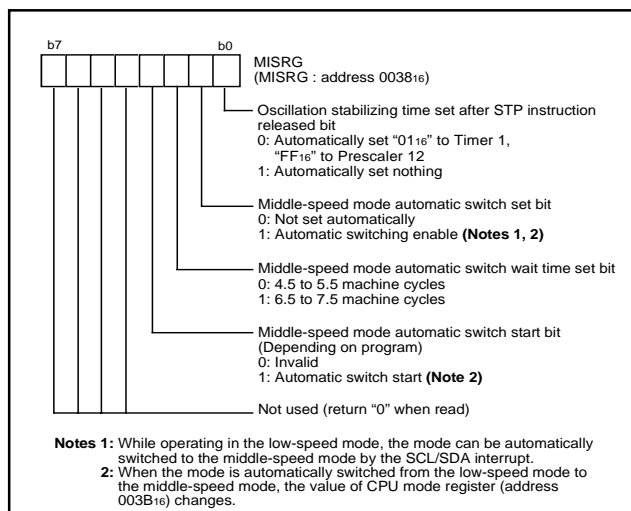 b7 b0
MISRG
(MISRG : address 003816)
Oscillation stabilizing time set after STP instruction
released bit
0: Automatically set “0116” to Timer 1,
“FF16” to Prescaler 12
1: Automatically set nothing
Middle-speed mode automatic switch set bit
0: Not set automatically
1: Automatic switching enable (Notes 1, 2)
Middle-speed mode automatic switch wait time set bit
0: 4.5 to 5.5 machine cycles
1: 6.5 to 7.5 machine cycles
Middle-speed mode automatic switch start bit
(Depending on program)
0: Invalid
1: Automatic switch start (Note 2)
Not used (return “0” when read)
Notes 1: While operating in the low-speed mode, the mode can be automatically
switched to the middle-speed mode by the SCL/SDA interrupt.
2: When the mode is automatically switched from the low-speed mode to
the middle-speed mode, the value of CPU mode register (address
003B16) changes.